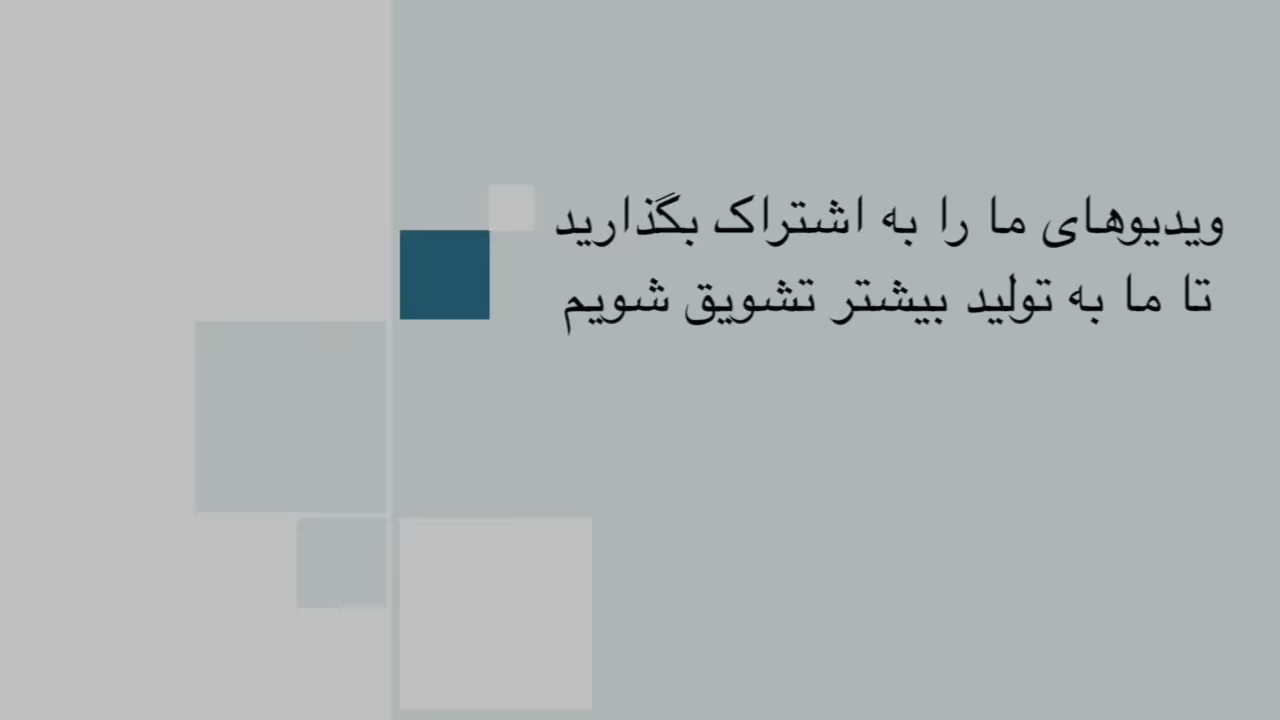 ویدیوهای ما را به اشتراک بگذارید
تا ما به تولید بیشتر تشویق شویم